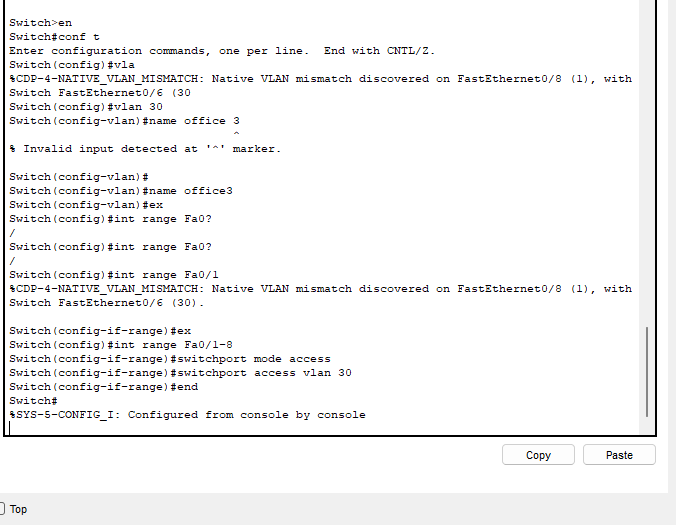 Switch>en
Switch#conf t
Enter configuration commands, one per line.  End with CNTL/Z.
Switch(config)#vla
%CDP-4-NATIVE_VLAN_MISMATCH: Native VLAN mismatch discovered on FastEthernet0/8 (1), with
Switch FastEthernet0/6 (30
Switch(config)#vlan 30
Switch(config-vlan)#name office 3
^
% Invalid input detected at '^' marker.
Switch(config-vlan)#
Switch(config-vlan)#name office3
Switch(config-vlan)#ex
Switch(config)#int range Fa0?
/
Switch(config)#int range Fa0?
/
Switch(config)#int range Fa0/1
%CDP-4-NATIVE_VLAN_MISMATCH: Native VLAN mismatch discovered on FastEthernet0/8 (1), with
Switch FastEthernet0/6 (30).
Switch(config-if-range)#ex
Switch(config)#int range Fa0/1-8
Switch(config-if-range)#switchport mode access
Switch(config-if-range)#switchport access vlan 30
Switch(config-if-range)#end
Switch#
%SYS-5-CONFIG_I: Configured from console by console
Copy Paste
Top